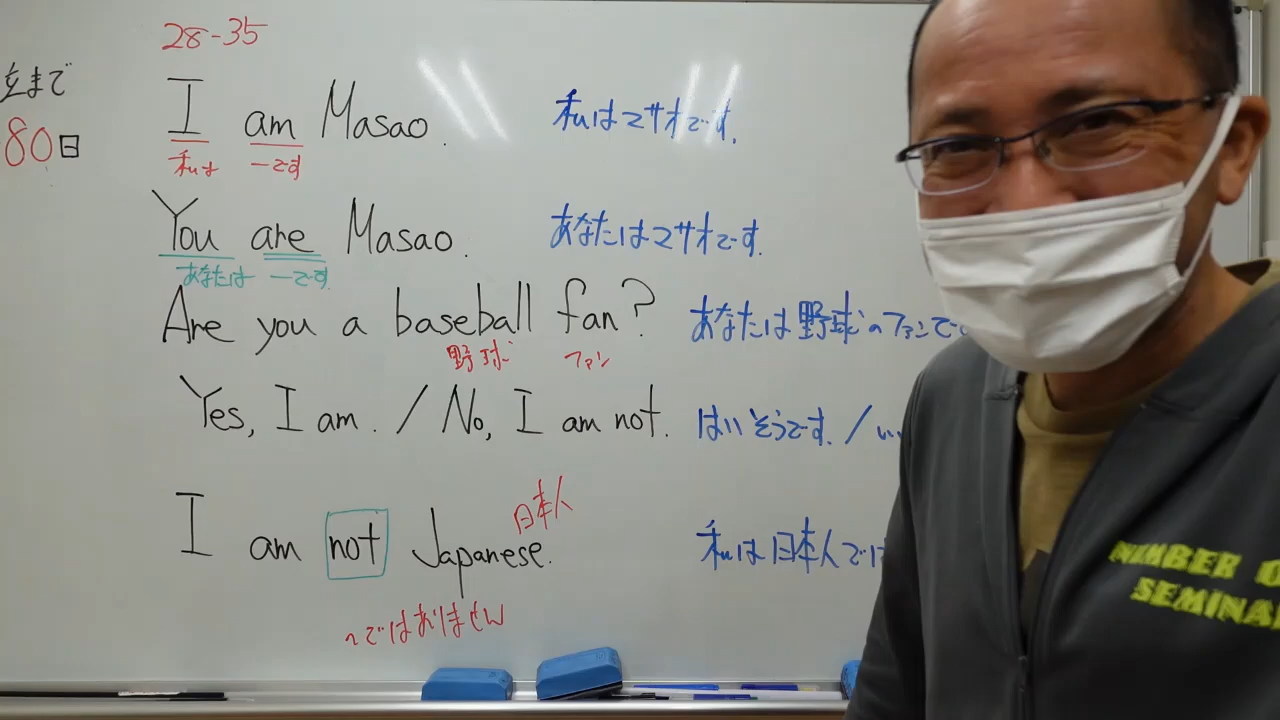 28-35
立まで
80日
I am Masao. 私はマサオです。
私は 〜です
You are Masao. あなたはマサオです。
あなたは 〜です
Are you a baseball fan? あなたは野球のファンで
野球 ファン
Yes, I am. / No, I am not. はいそうです。/ いい
日本人
I am not Japanese. 私は日本人では
〜ではありません
NUMBER O
SEMINA